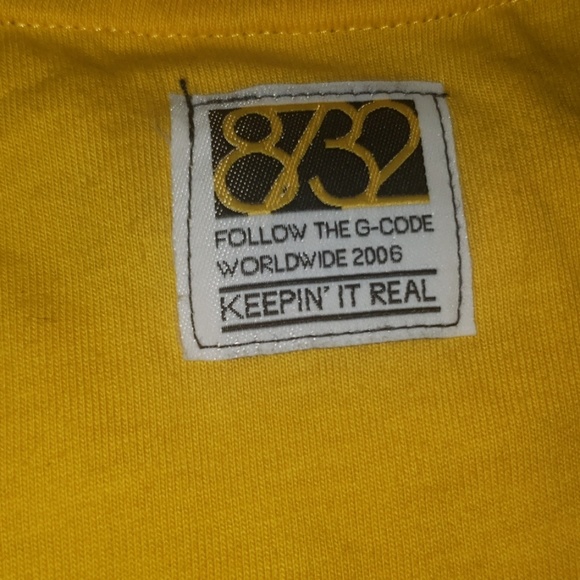 8732
FOLLOW THE G-CODE
WORLDWIDE 2006
KEEPIN' IT REAL